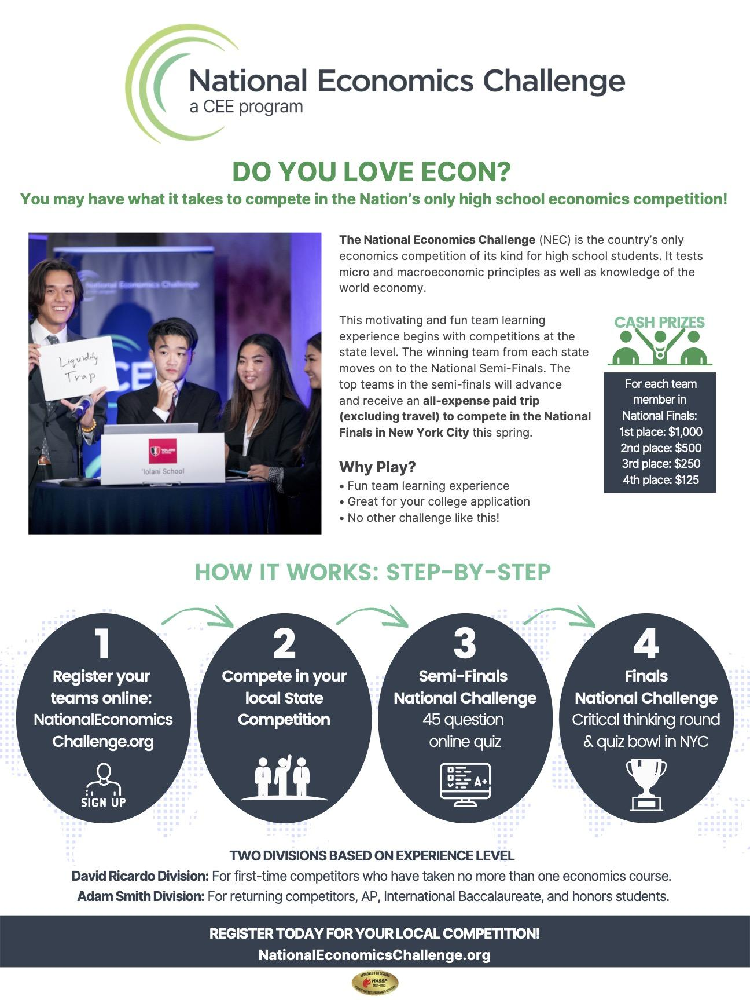 National Economics Challenge
a CEE program
DO YOU LOVE ECON?
You may have what it takes to compete in the Nation's only high school economics competition!
National Economics Challenge
Liquidity
Trap
CE
'IOLANI
SCHOOL
'Iolani School
The National Economics Challenge (NEC) is the country's only
economics competition of its kind for high school students. It tests
micro and macroeconomic principles as well as knowledge of the
world economy.
This motivating and fun team learning
experience begins with competitions at the
state level. The winning team from each state
moves on to the National Semi-Finals. The
top teams in the semi-finals will advance
and receive an all-expense paid trip
(excluding travel) to compete in the National
Finals in New York City this spring.
CASH PRIZES
For each team
member in
National Finals:
1st place: $1,000
2nd place: $500
3rd place: $250
4th place: $125
Why Play?
• Fun team learning experience
• Great for your college application
• No other challenge like this!
HOW IT WORKS: STEP-BY-STEP
1
Register your
teams online:
NationalEconomics
Challenge.org
SIGN UP
2
Compete in your
local State
Competition
3
Semi-Finals
National Challenge
45 question
online quiz
A+
4
Finals
National Challenge
Critical thinking round
& quiz bowl in NYC
TWO DIVISIONS BASED ON EXPERIENCE LEVEL
David Ricardo Division: For first-time competitors who have taken no more than one economics course.
Adam Smith Division: For returning competitors, AP, International Baccalaureate, and honors students.
REGISTER TODAY FOR YOUR LOCAL COMPETITION!
NationalEconomicsChallenge.org
APPROVED FOR LISTING
NASSP
2021-2022
STUDENT CONTESTS, PROGRAMS & ACTIVITIES